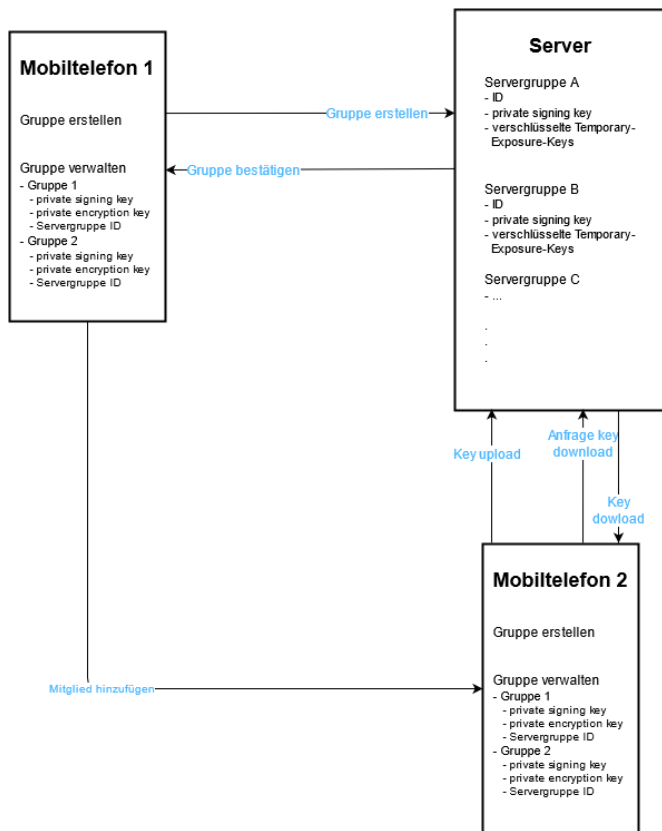 Mobiltelefon 1
Gruppe erstellen
Gruppe verwalten
- Gruppe 1
- private signing key
- private encryption key
- Servergruppe ID
- Gruppe 2
- private signing key
- private encryption key
- Servergruppe ID
Gruppe erstellen
Gruppe bestätigen
Server
Servergruppe A
- ID
- private signing key
- verschlüsselte Temporary-
Exposure-Keys
Servergruppe B
- ID
- private signing key
- verschlüsselte Temporary-
Exposure-Keys
Servergruppe C
- ...
.
.
.
Key upload
Anfrage key
download
Key
dowload
Mitglied hinzufügen
Mobiltelefon 2
Gruppe erstellen
Gruppe verwalten
- Gruppe 1
- private signing key
- private encryption key
- Servergruppe ID
- Gruppe 2
- private signing key
- private encryption key
- Servergruppe ID